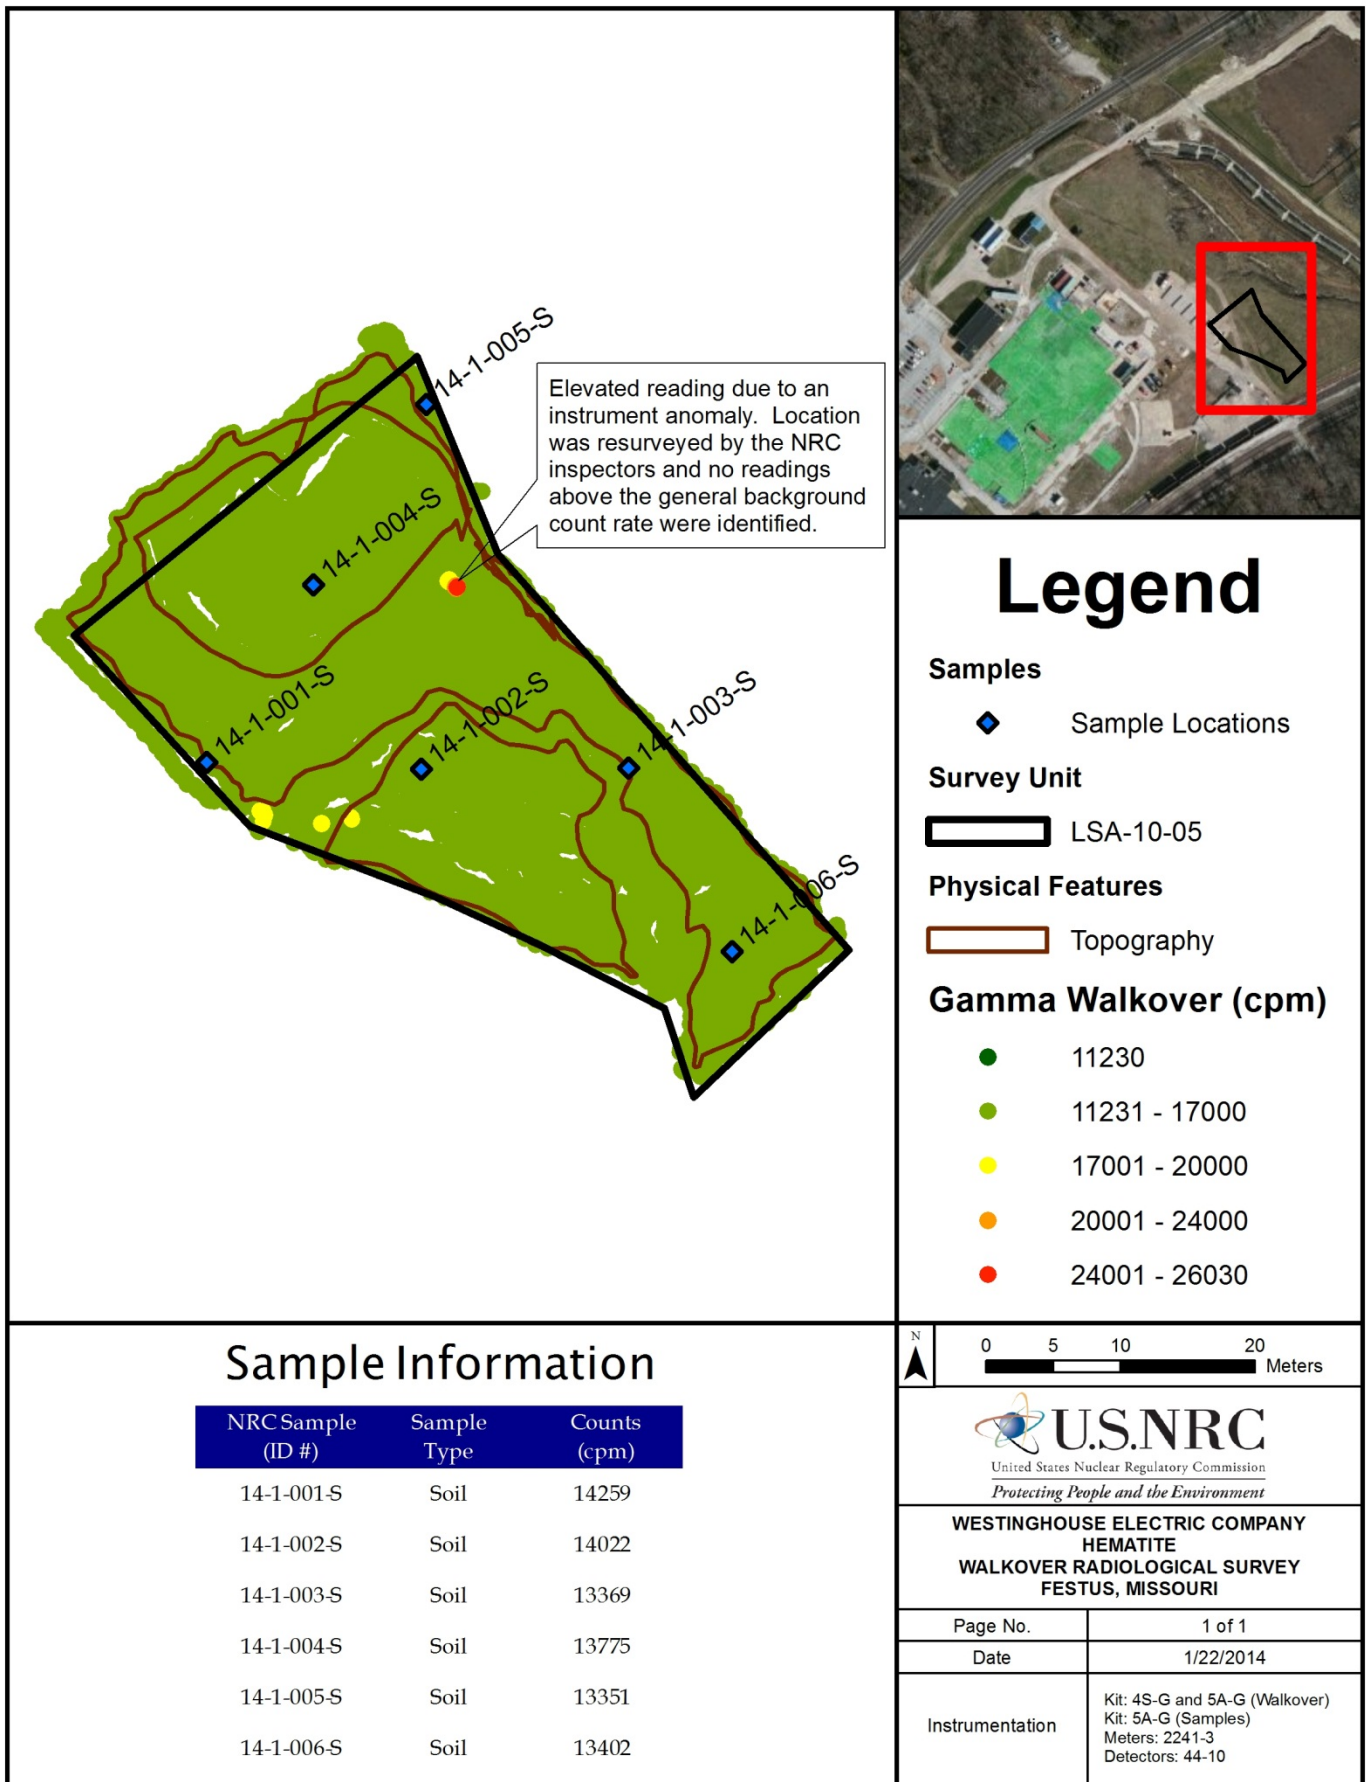 14-1-005-S
Elevated reading due to an
instrument anomaly. Location
was resurveyed by the NRC
inspectors and no readings
above the general background
count rate were identified.
14-1-004-S
14-1-001-S
14-1-002-S
14-1-003-S
14-1-006-S
Legend
Samples
Sample Locations
Survey Unit
LSA-10-05
Physical Features
Topography
Gamma Walkover (cpm)
11230
11231 - 17000
17001 - 20000
20001 - 24000
24001 - 26030
Sample Information
NRC Sample (ID #) Sample Type Counts (cpm)
14-1-001-S Soil 14259
14-1-002-S Soil 14022
14-1-003-S Soil 13369
14-1-004-S Soil 13775
14-1-005-S Soil 13351
14-1-006-S Soil 13402
N
0 5 10 20 Meters
U.S.NRC
United States Nuclear Regulatory Commission
Protecting People and the Environment
WESTINGHOUSE ELECTRIC COMPANY
HEMATITE
WALKOVER RADIOLOGICAL SURVEY
FESTUS, MISSOURI
Page No. 1 of 1
Date 1/22/2014
Instrumentation
Kit: 4S-G and 5A-G (Walkover)
Kit: 5A-G (Samples)
Meters: 2241-3
Detectors: 44-10